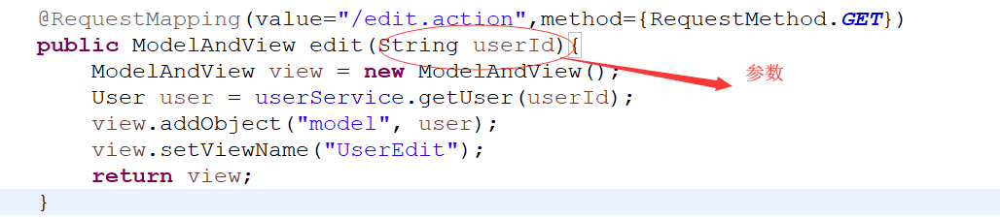 @RequestMapping(value="/edit.action",method={RequestMethod.GET})
public ModelAndView edit(String userId){
ModelAndView view = new ModelAndView();
参数
User user = userService.getUser(userId);
view.addObject("model", user);
view.setViewName("UserEdit");
return view;
}